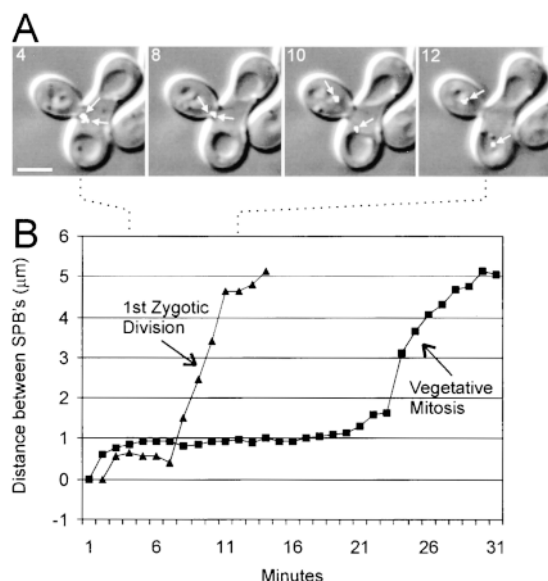 A
4
8
10
12
B
Distance between SPB's (μm)
6
5
4
3
2
1
0
-1
1st Zygotic
Division
Vegetative
Mitosis
1 6 11 16 21 26 31
Minutes